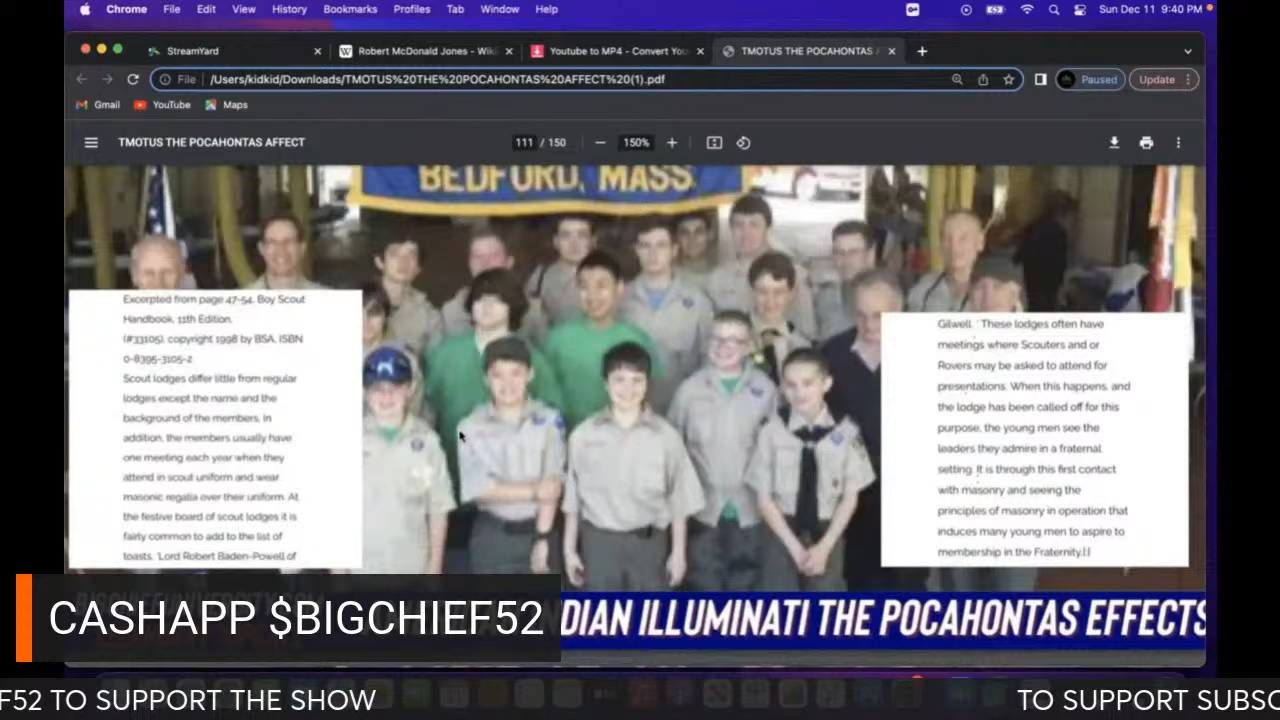 Chrome File Edit View History Bookmarks Profiles Tab Window Help Sun Dec 11 9:40 PM
StreamYard Robert McDonald Jones - Wiki Youtube to MP4 - Convert You TMOTUS THE POCAHONTAS A
File /Users/kidkid/Downloads/TMOTUS%20THE%20POCAHONTAS%20AFFECT%20(1).pdf Paused Update
Gmail YouTube Maps
TMOTUS THE POCAHONTAS AFFECT 111 / 150 150%
BEDFORD, MASS.
Excerpted from page 47-54, Boy Scout
Handbook, 11th Edition,
(#33105), copyright 1998 by BSA, ISBN
0-8395-3105-2
Scout lodges differ little from regular
lodges except the name and the
background of the members. In
addition, the members usually have
one meeting each year when they
attend in scout uniform and wear
masonic regalia over their uniform. At
the festive board of scout lodges it is
fairly common to add to the list of
toasts, 'Lord Robert Baden-Powell of
Gilwell. ' These lodges often have
meetings where Scouters and or
Rovers may be asked to attend for
presentations. When this happens, and
the lodge has been called off for this
purpose, the young men see the
leaders they admire in a fraternal
setting. It is through this first contact
with masonry and seeing the
principles of masonry in operation that
induces many young men to aspire to
membership in the Fraternity.[:]
DIAN ILLUMINATI THE POCAHONTAS EFFECTS
CASHAPP $BIGCHIEF52
F52 TO SUPPORT THE SHOW TO SUPPORT SUBSC